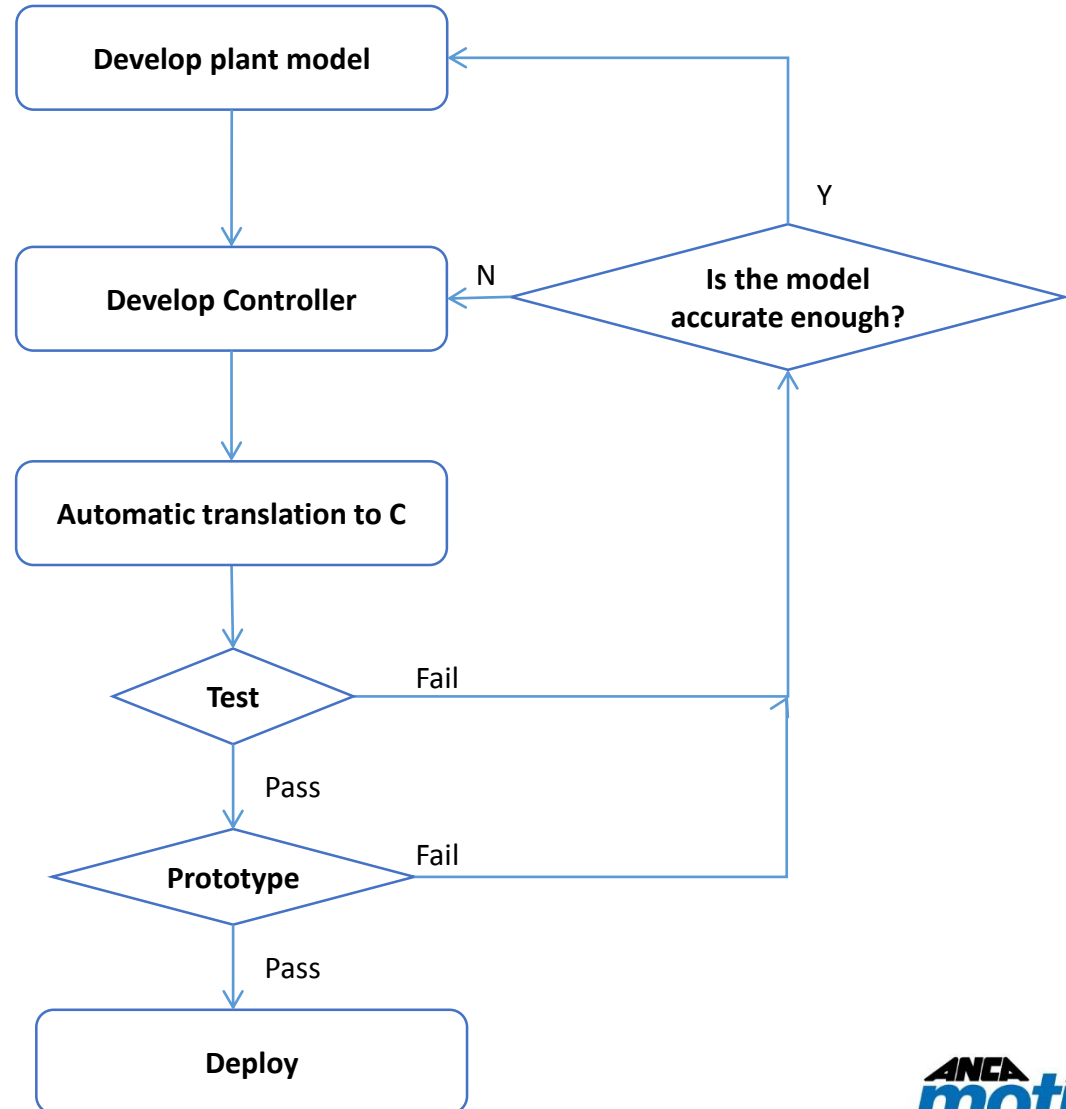 Develop plant model
Y
Develop Controller
N
Is the model
accurate enough?
Automatic translation to C
Test
Fail
Pass
Prototype
Fail
Pass
Deploy
ANCA